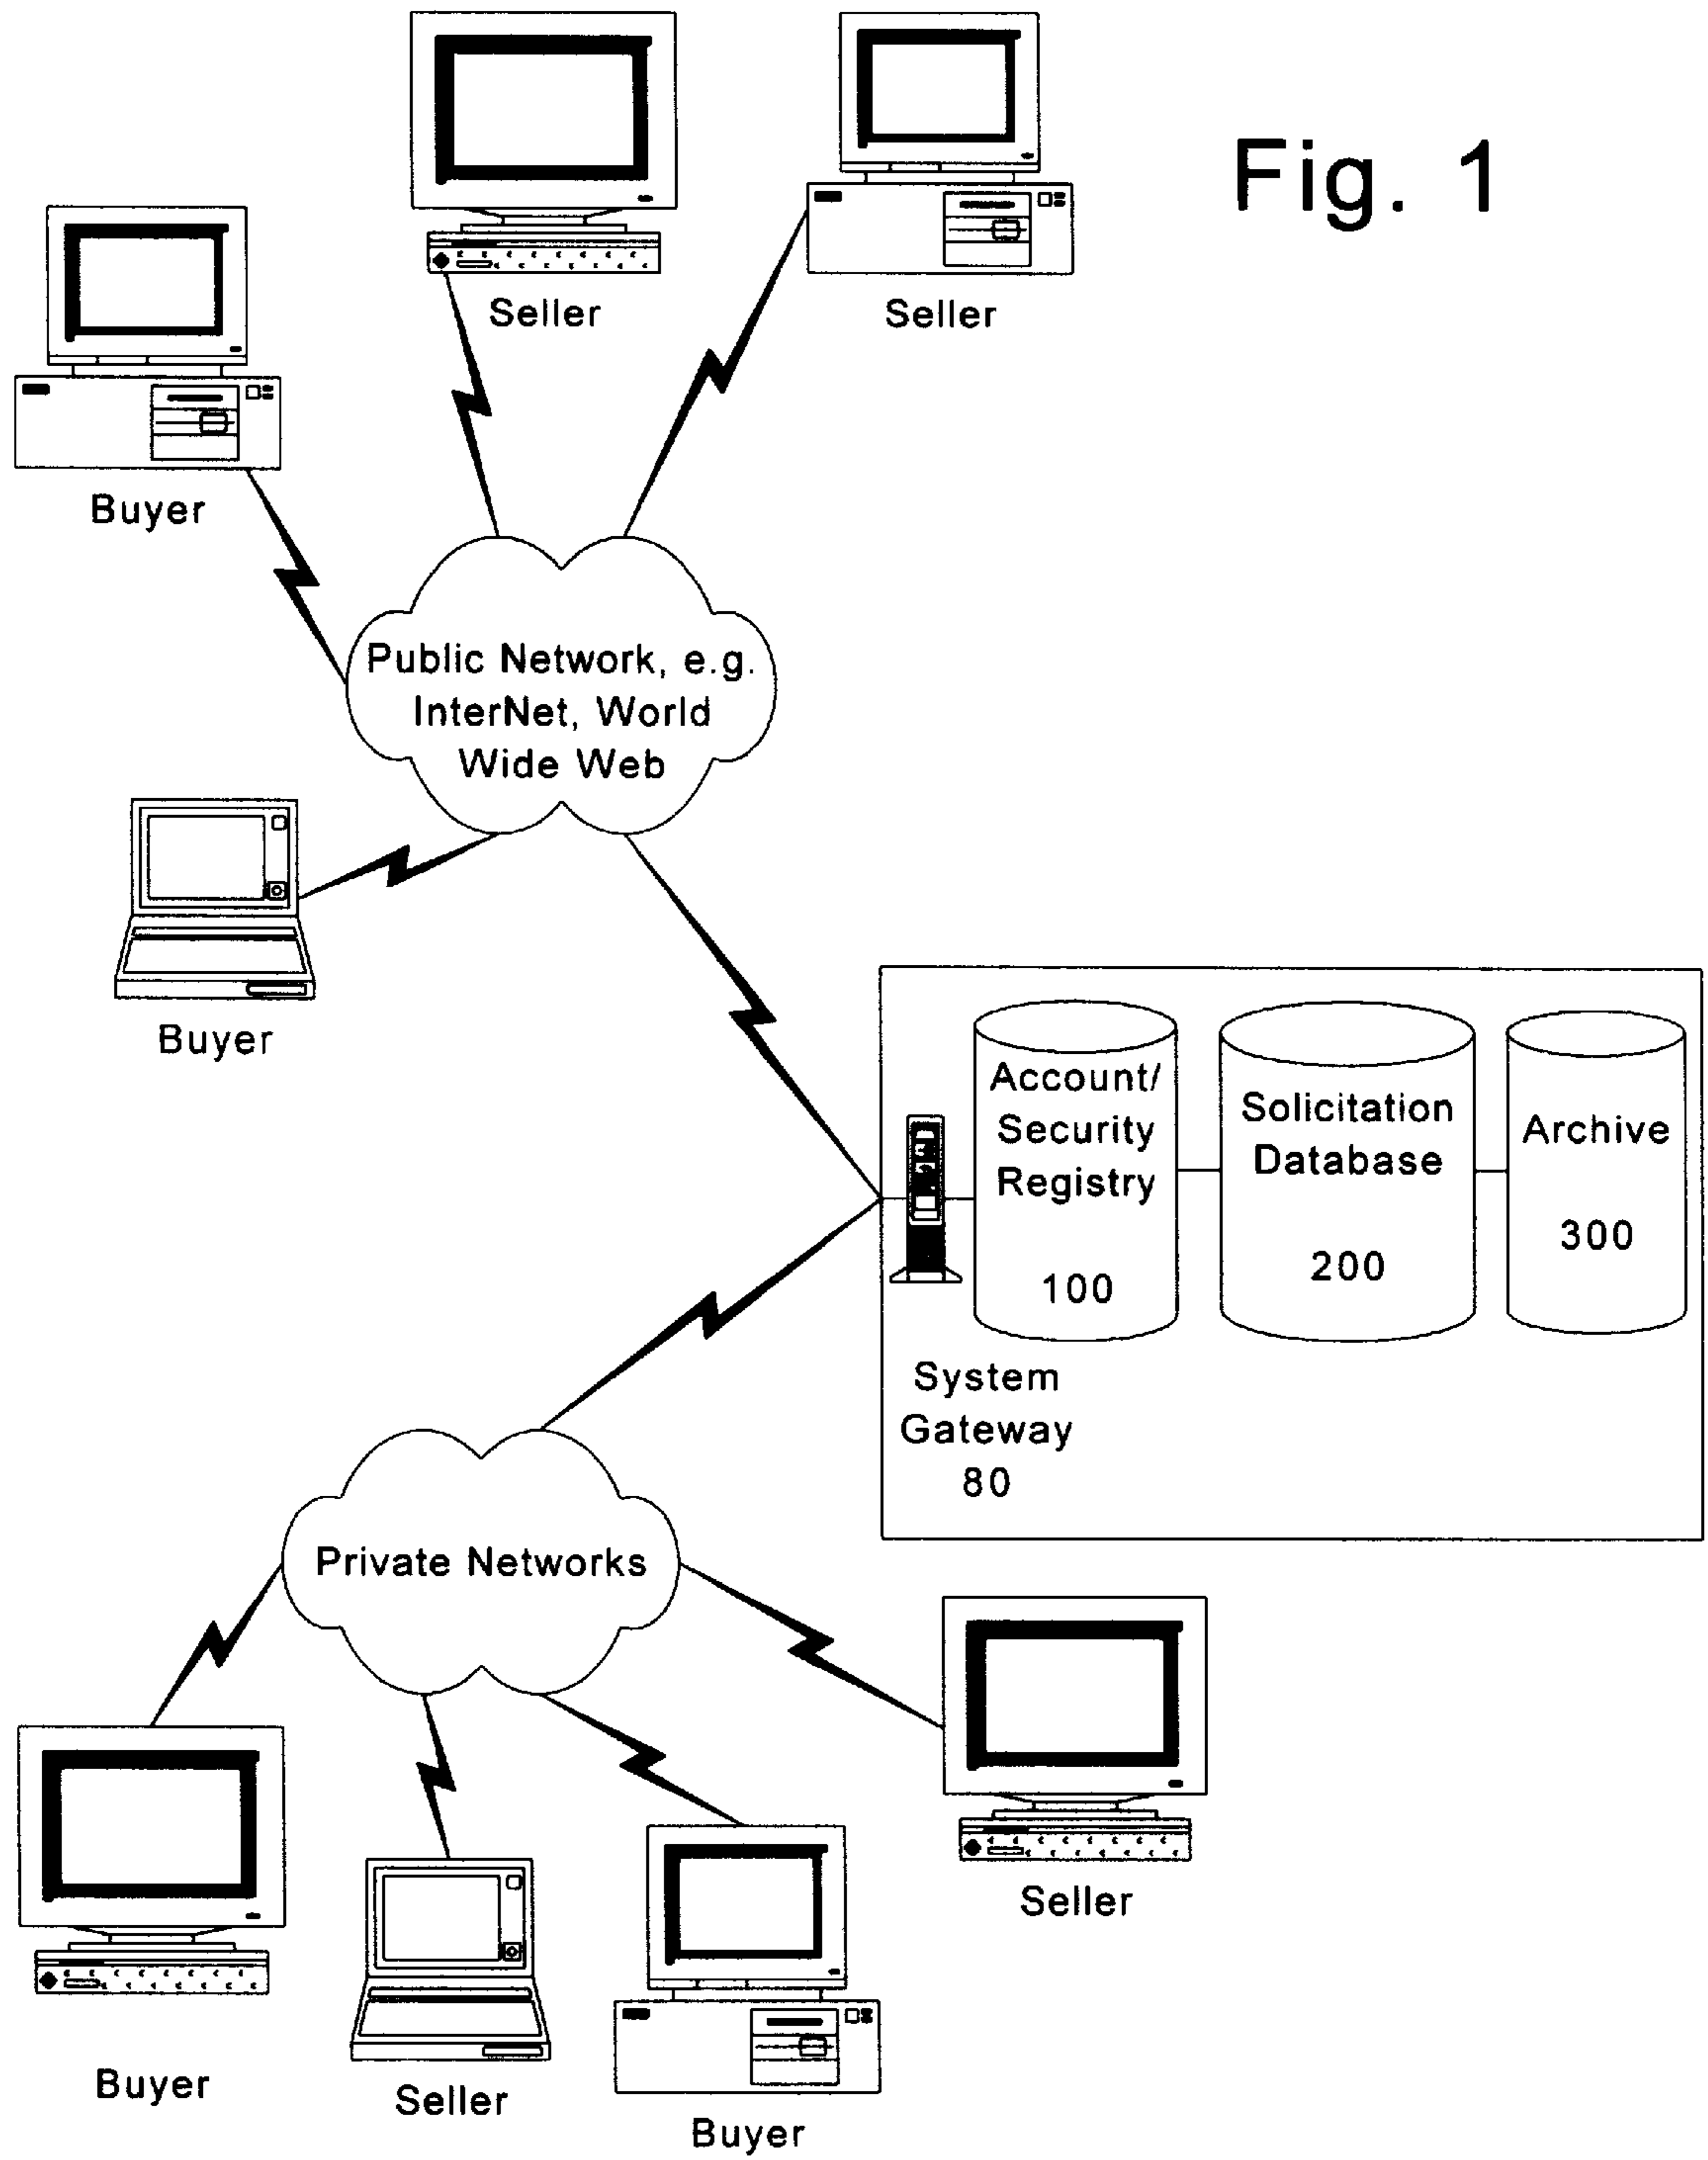 Fig. 1
Seller
Seller
Buyer
Public Network, e.g.
InterNet, World
Wide Web
Buyer
Account/
Security
Registry
100
Solicitation
Database
200
Archive
300
System
Gateway
80
Private Networks
Seller
Buyer
Seller
Buyer